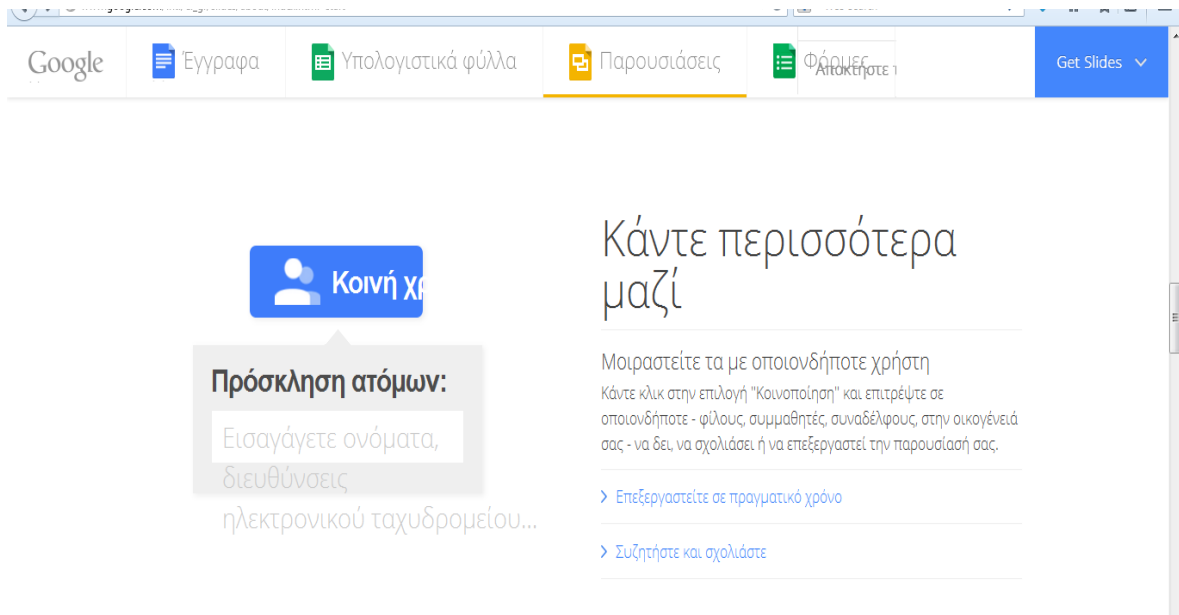 Google
Έγγραφα
Υπολογιστικά φύλλα
Παρουσιάσεις
Φόρμες
Αποκτήστε
Get Slides
Κοινή
Πρόσκληση ατόμων:
Εισαγάγετε ονόματα,
διευθύνσεις
ηλεκτρονικού ταχυδρομείου...
Κάντε περισσότερα
μαζί
Μοιραστείτε τα με οποιονδήποτε χρήστη
Κάντε κλικ στην επιλογή "Κοινοποίηση" και επιτρέψτε σε
οποιονδήποτε - φίλους, συμμαθητές, συναδέλφους, στην οικογένειά
σας - να δει, να σχολιάσει ή να επεξεργαστεί την παρουσίασή σας.
Επεξεργαστείτε σε πραγματικό χρόνο
Συζητήστε και σχολιάστε